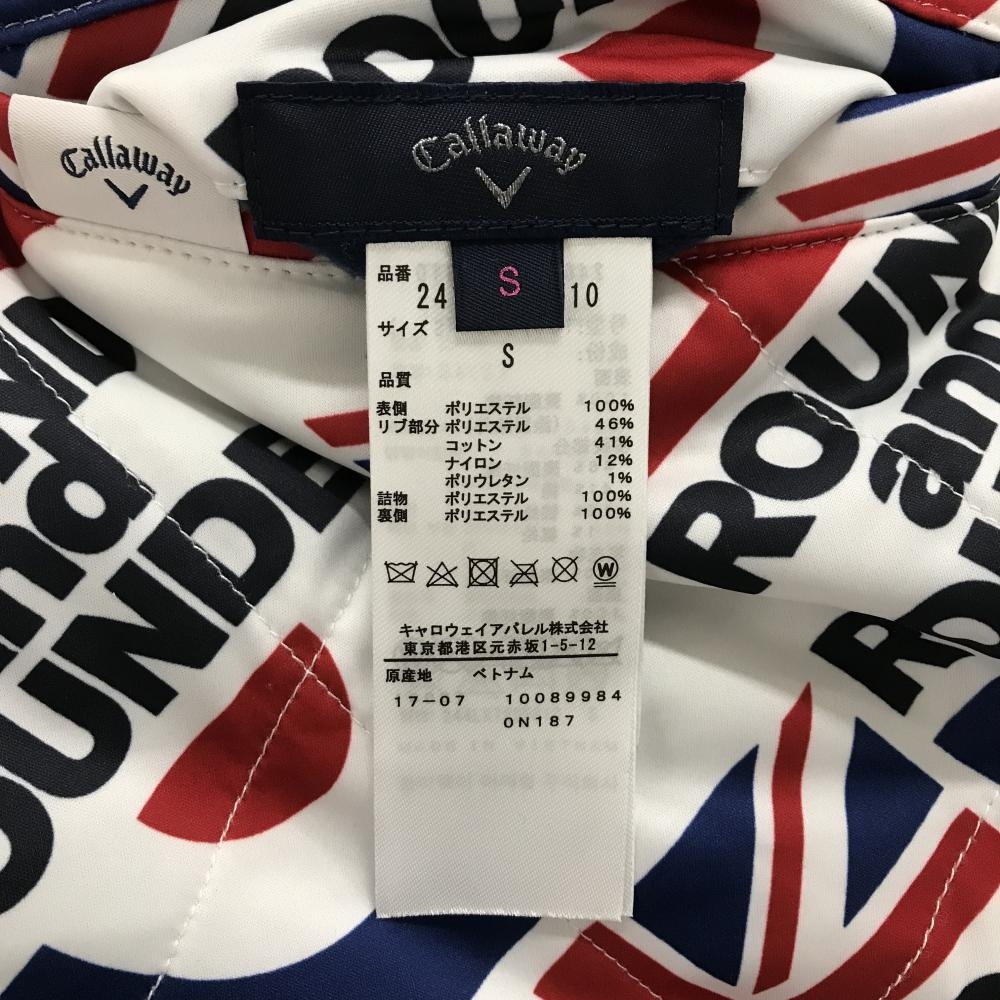 Callaway
Callaway
品番
24 S 10
サイズ
S
品質
表側 ポリエステル 100%
リブ部分 ポリエステル 46%
コットン 41%
ナイロン 12%
ポリウレタン 1%
詰物 ポリエステル 100%
裏側 ポリエステル 100%
W
キャロウェイアパレル株式会社
東京都港区元赤坂1-5-12
原産地 ベトナム
17-07 10089984
0N187
ROUN
and